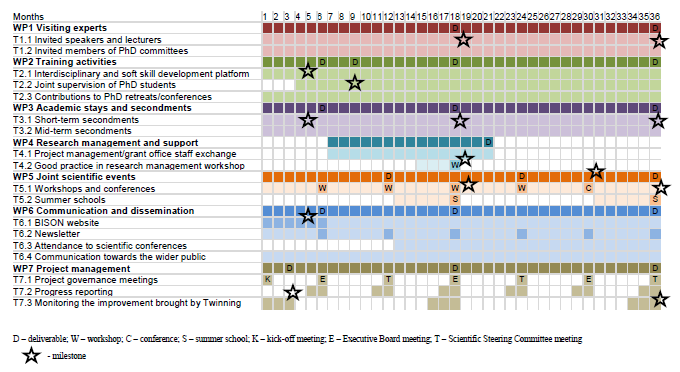 Months 1 2 3 4 5 6 7 8 9 10 11 12 13 14 15 16 17 18 19 20 21 22 23 24 25 26 27 28 29 30 31 32 33 34 35 36
WP1 Visiting experts D D
T1.1 Invited speakers and lecturers
T1.2 Invited members of PhD committees
WP2 Training activities D D D D
T2.1 Interdisciplinary and soft skill development platform
T2.2 Joint supervision of PhD students
T2.3 Contributions to PhD retreats/conferences
WP3 Academic stays and secondments D D D
T3.1 Short-term secondments
T3.2 Mid-term secondments
WP4 Research management and support D
T4.1 Project management/grant office staff exchange
T4.2 Good practice in research management workshop W
WP5 Joint scientific events D D D D
T5.1 Workshops and conferences W W W W C
T5.2 Summer schools S S
WP6 Communication and dissemination D D D
T6.1 BISON website
T6.2 Newsletter
T6.3 Attendance to scientific conferences
T6.4 Communication towards the wider public
WP7 Project management D D D
T7.1 Project governance meetings K E T E T E T
T7.2 Progress reporting
T7.3 Monitoring the improvement brought by Twinning
D – deliverable; W – workshop; C – conference; S – summer school; K – kick-off meeting; E – Executive Board meeting; T – Scientific Steering Committee meeting
- milestone